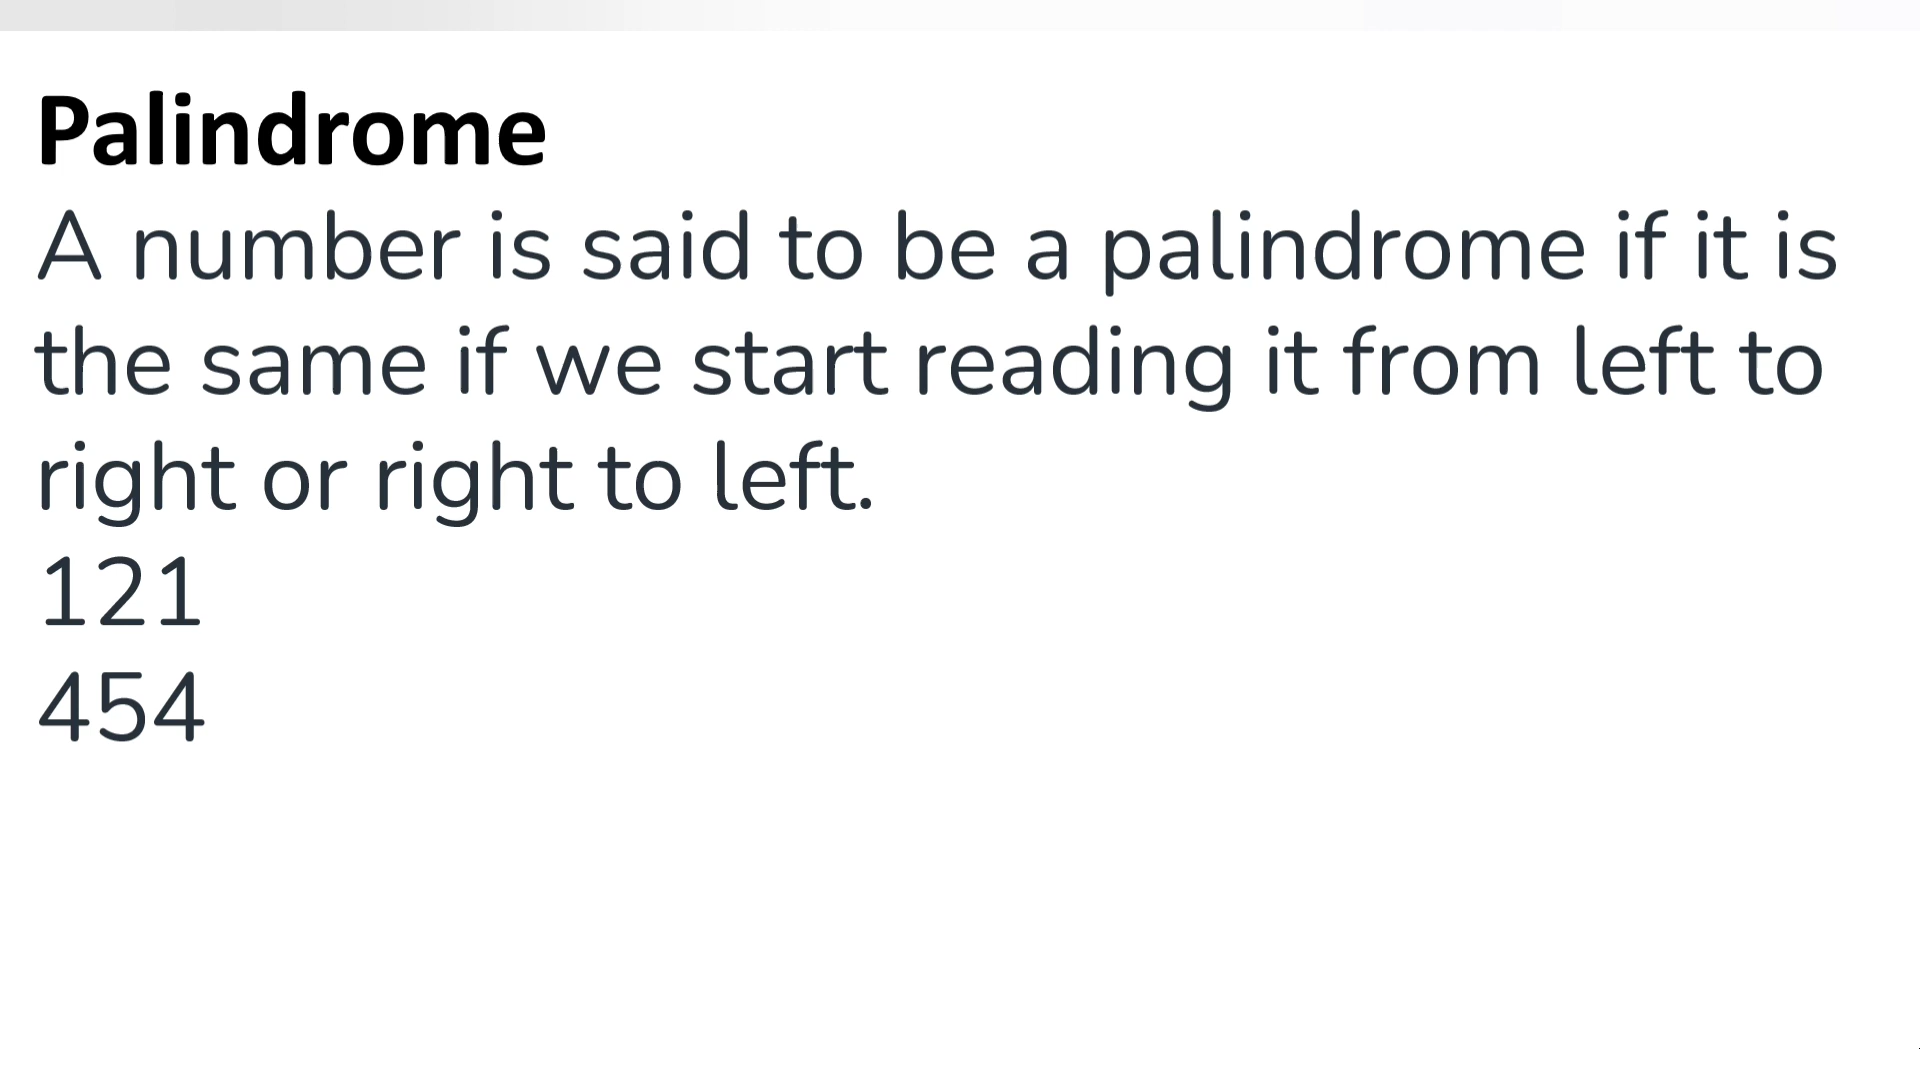 Palindrome
A number is said to be a palindrome if it is
the same if we start reading it from left to
right or right to left.
121
454